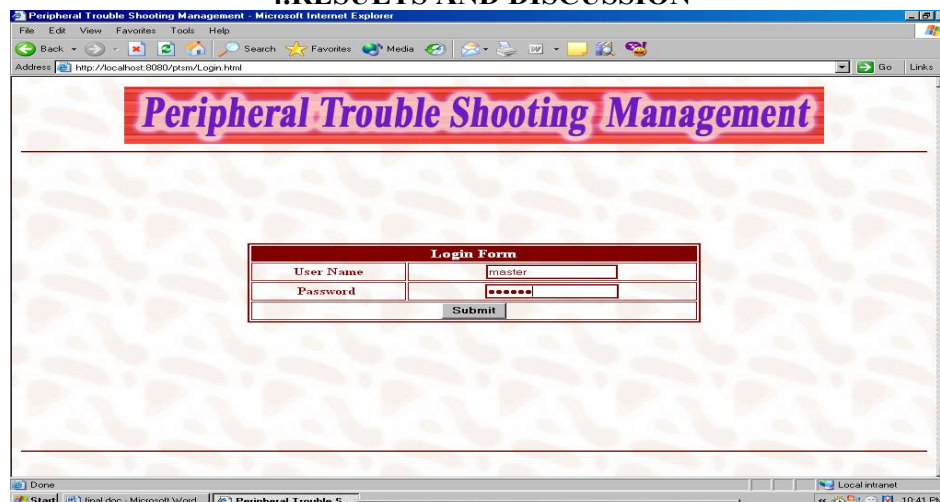 4.RESULTS AND DISCUSSION
Peripheral Trouble Shooting Management - Microsoft Internet Explorer
File Edit View Favorites Tools Help
Back Search Favorites Media
Address http://localhost:8080/ptsm/Login.html Go Links
Peripheral Trouble Shooting Management
Login Form
User Name master
Password ●●●●●●
Submit
Done Local intranet
Start final doc - Microsoft Word Peripheral Trouble S... 10:41 PM